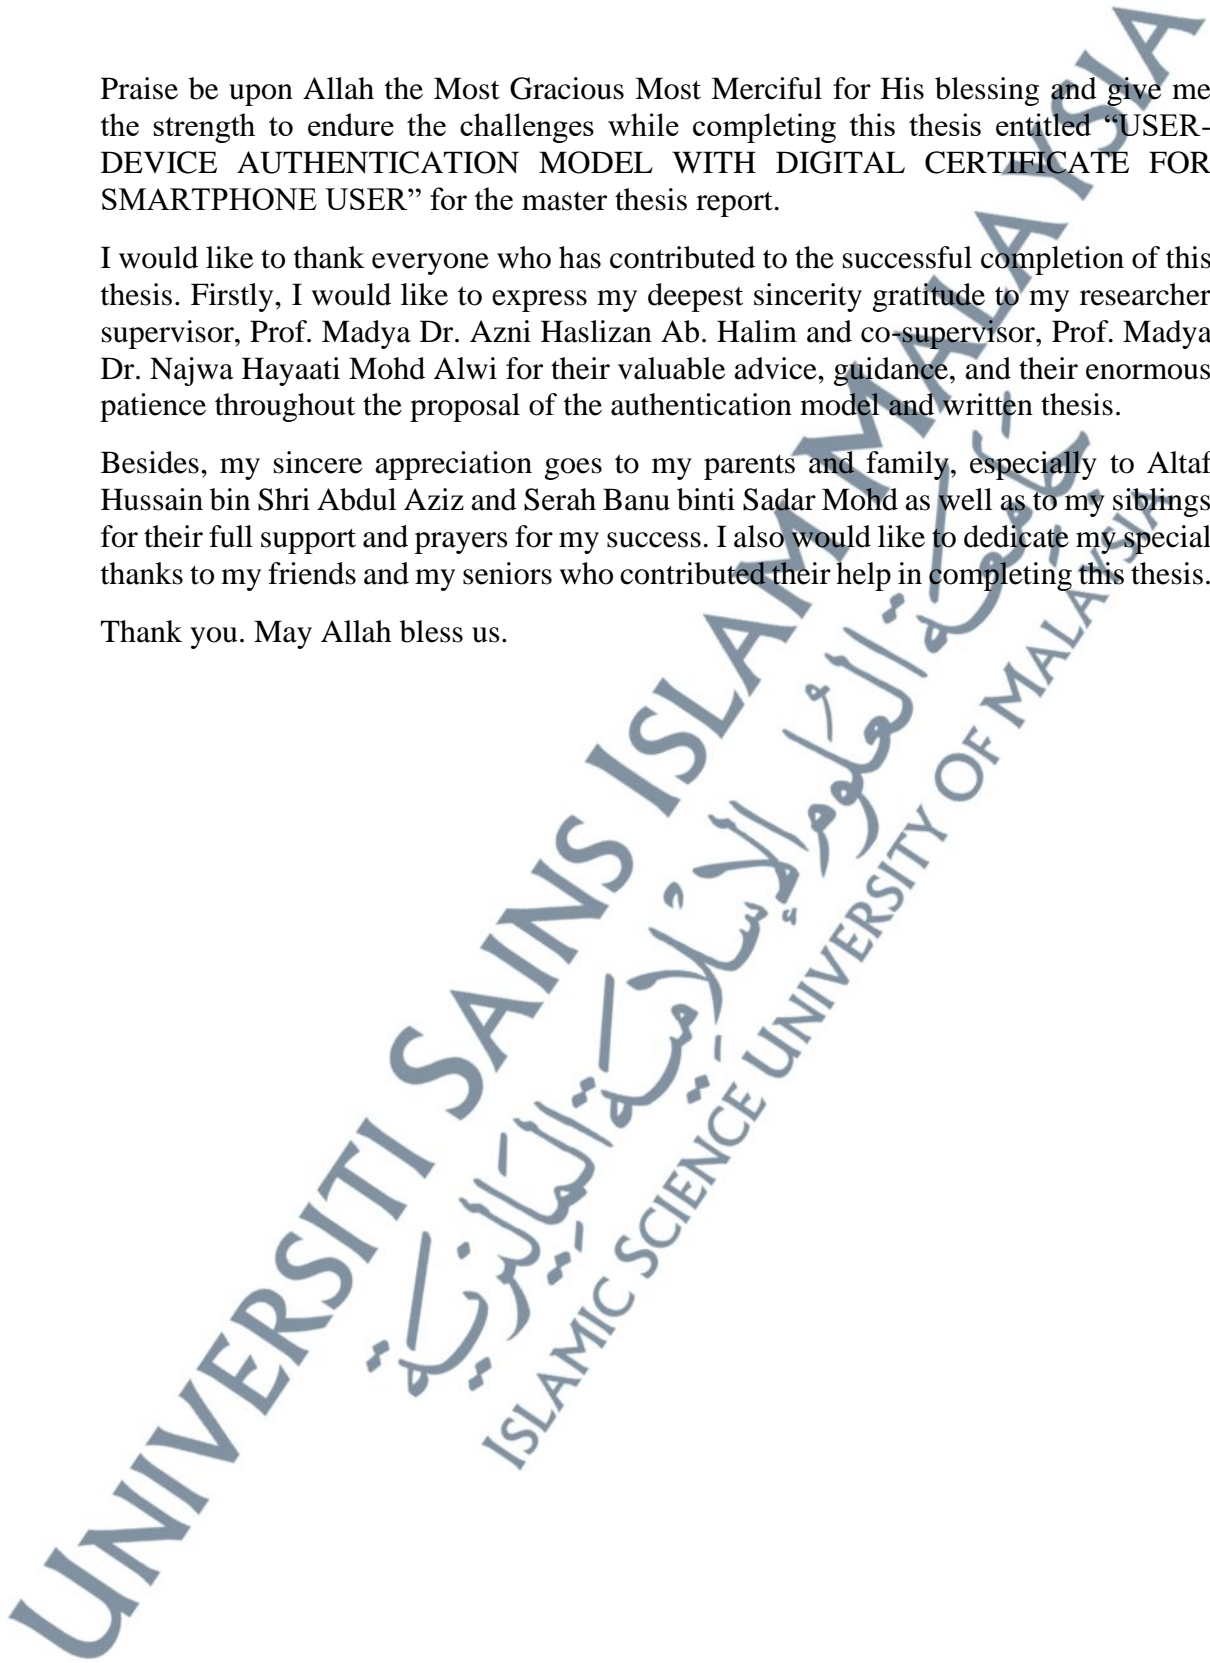 Praise be upon Allah the Most Gracious Most Merciful for His blessing and give me
the strength to endure the challenges while completing this thesis entitled “USER-
DEVICE AUTHENTICATION MODEL WITH DIGITAL CERTIFICATE FOR
SMARTPHONE USER” for the master thesis report.
I would like to thank everyone who has contributed to the successful completion of this
thesis. Firstly, I would like to express my deepest sincerity gratitude to my researcher
supervisor, Prof. Madya Dr. Azni Haslizan Ab. Halim and co-supervisor, Prof. Madya
Dr. Najwa Hayaati Mohd Alwi for their valuable advice, guidance, and their enormous
patience throughout the proposal of the authentication model and written thesis.
Besides, my sincere appreciation goes to my parents and family, especially to Altaf
Hussain bin Shri Abdul Aziz and Serah Banu binti Sadar Mohd as well as to my siblings
for their full support and prayers for my success. I also would like to dedicate my special
thanks to my friends and my seniors who contributed their help in completing this thesis.
Thank you. May Allah bless us.
UNIVERSITI SAINS ISLAM MALAYSIA
جامعة العلوم الإسلامية الماليزية
ISLAMIC SCIENCE UNIVERSITY OF MALAYSIA